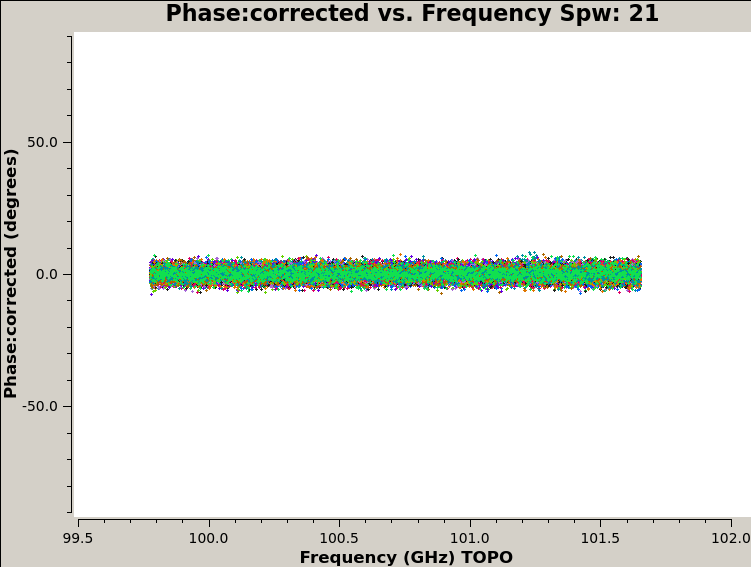 Phase:corrected vs. Frequency Spw: 21
Phase:corrected (degrees)
50.0
0.0
-50.0
99.5 100.0 100.5 101.0 101.5 102.0
Frequency (GHz) TOPO